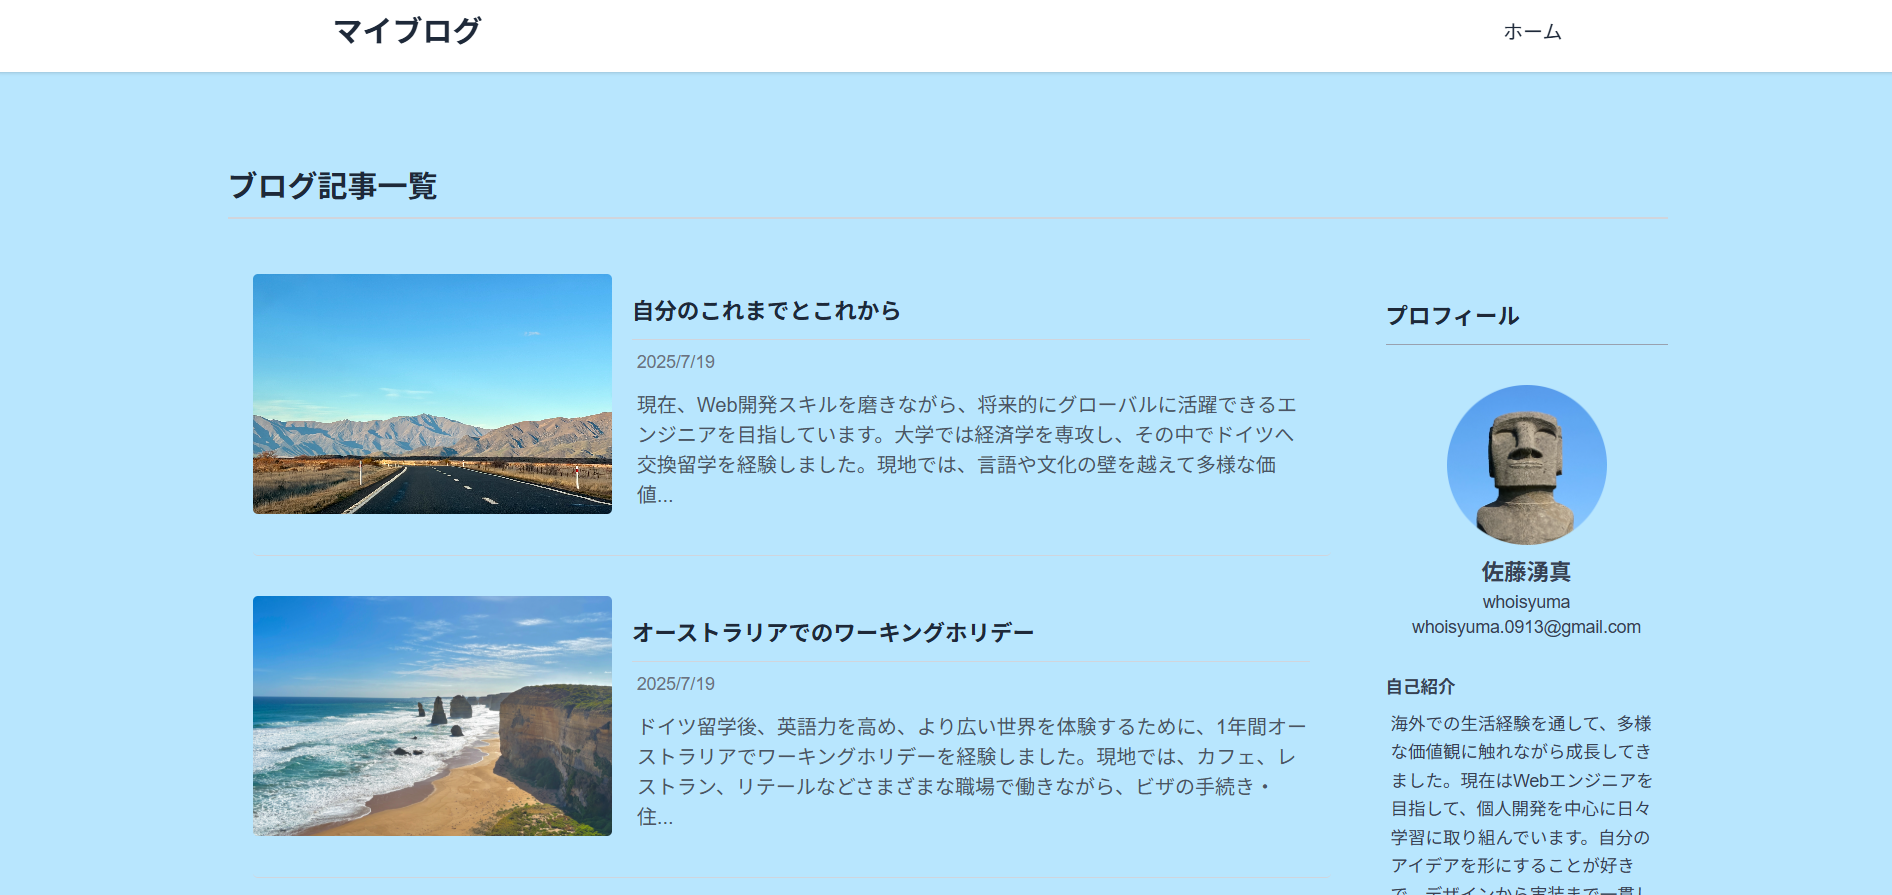 マイブログ
ホーム
ブログ記事一覧
自分のこれまでとこれから
2025/7/19
現在、Web開発スキルを磨きながら、将来的にグローバルに活躍できるエ
ンジニアを目指しています。大学では経済学を専攻し、その中でドイツへ
交換留学を経験しました。現地では、言語や文化の壁を越えて多様な価
値...
オーストラリアでのワーキングホリデー
2025/7/19
ドイツ留学後、英語力を高め、より広い世界を体験するために、1年間オー
ストラリアでワーキングホリデーを経験しました。現地では、カフェ、レ
ストラン、リテールなどさまざまな職場で働きながら、ビザの手続き・
住...
プロフィール
佐藤湧真
whoisyuma
whoisyuma.0913@gmail.com
自己紹介
海外での生活経験を通して、多様
な価値観に触れながら成長してき
ました。現在はWebエンジニアを
目指して、個人開発を中心に日々
学習に取り組んでいます。自分の
アイデアを形にすることが好き
で、デザインから実装まで一貫し